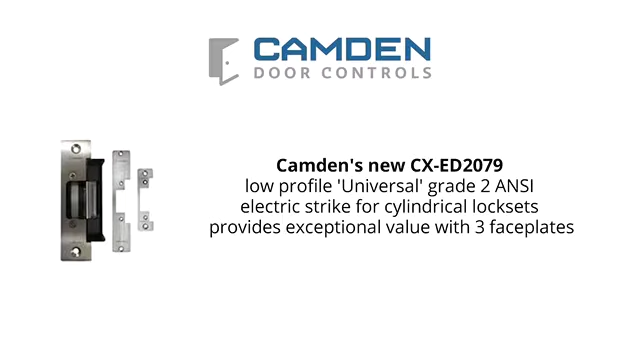 CAMDEN
DOOR CONTROLS
Camden's new CX-ED2079
low profile 'Universal' grade 2 ANSI
electric strike for cylindrical locksets
provides exceptional value with 3 faceplates